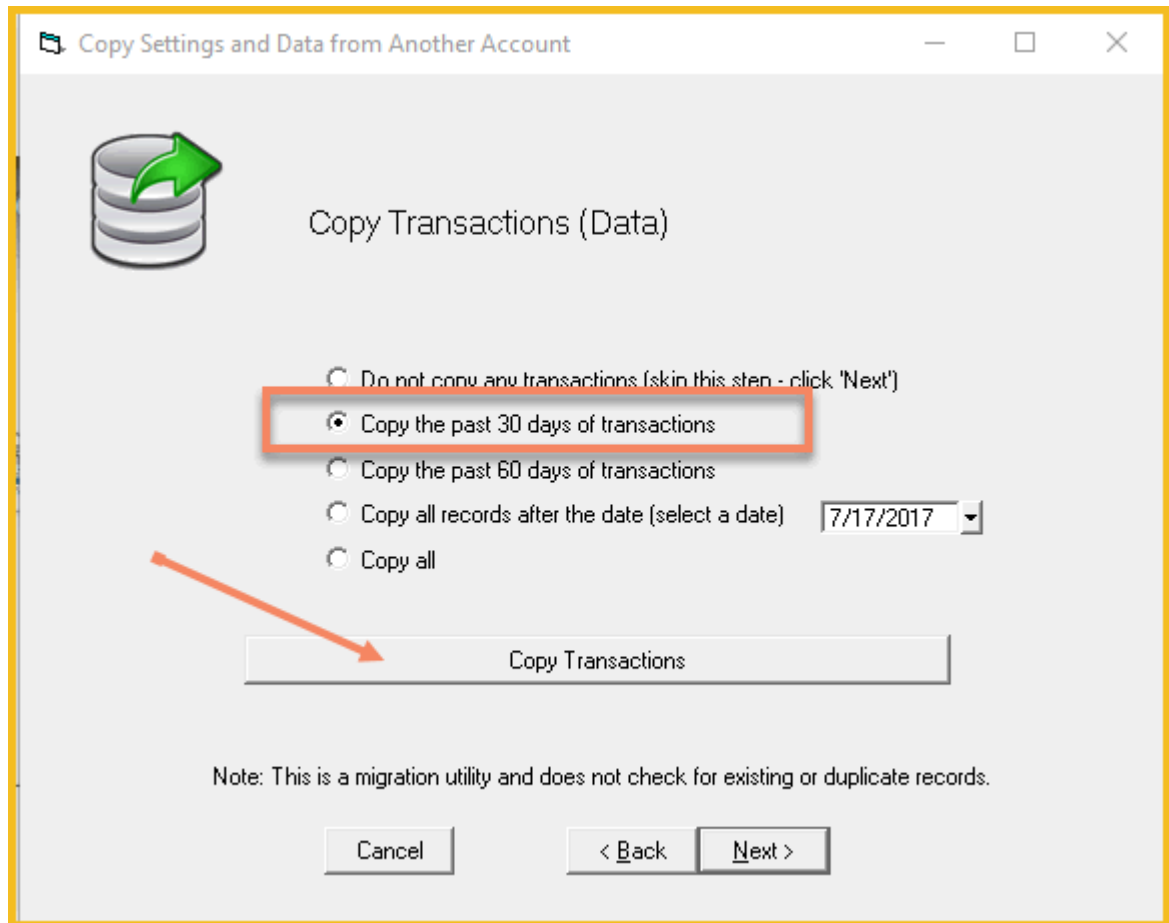 Copy Settings and Data from Another Account
Copy Transactions (Data)
Do not copy any transactions (skip this step - click 'Next')
Copy the past 30 days of transactions
Copy the past 60 days of transactions
Copy all records after the date (select a date) 7/17/2017
Copy all
Copy Transactions
Note: This is a migration utility and does not check for existing or duplicate records.
Cancel < Back Next >